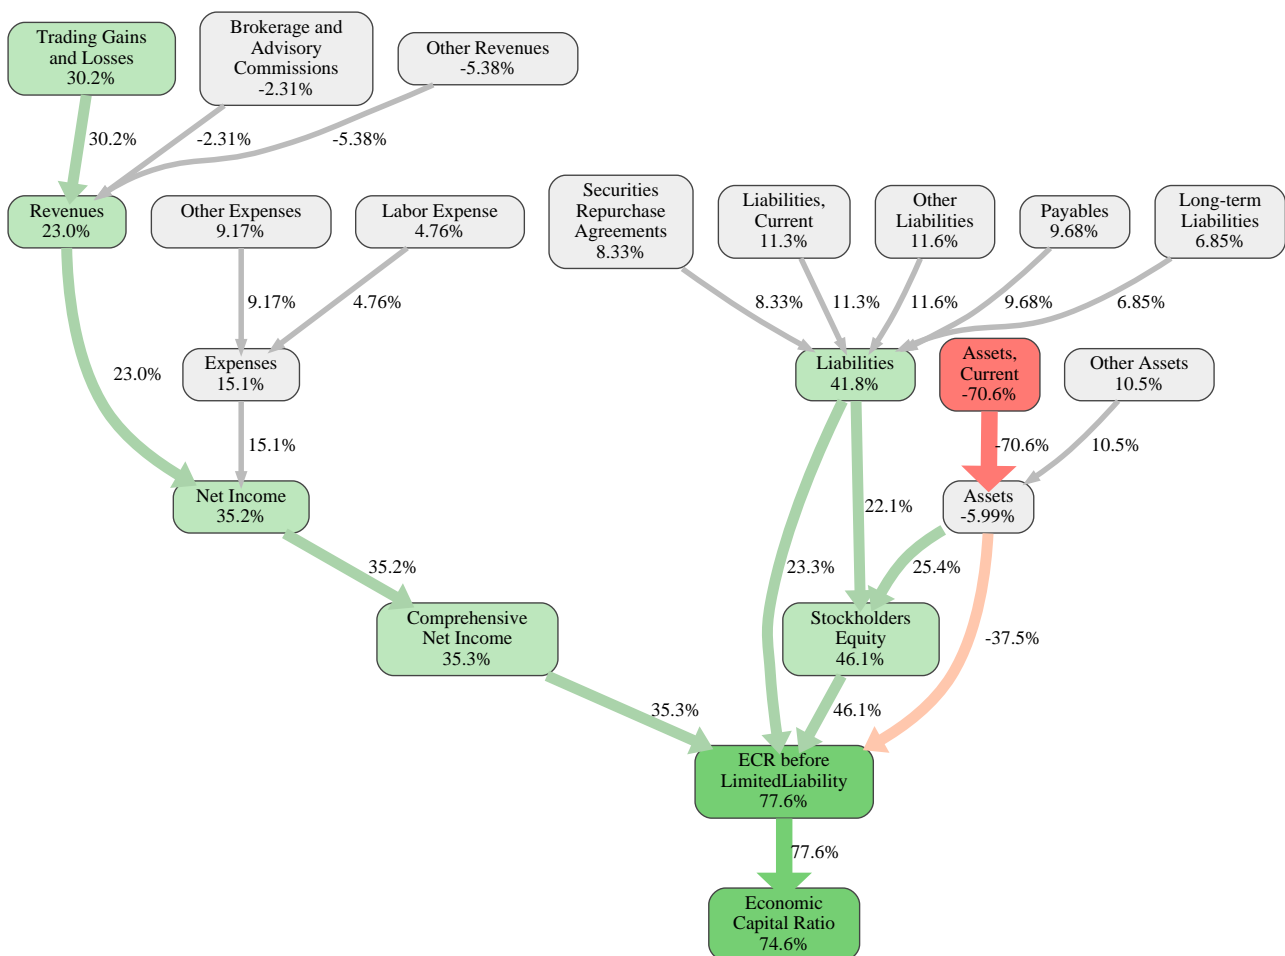 Trading Gains
and Losses
30.2%
Brokerage and
Advisory
Commissions
-2.31%
Other Revenues
-5.38%
30.2%
-2.31%
-5.38%
Revenues
23.0%
Other Expenses
9.17%
Labor Expense
4.76%
Securities
Repurchase
Agreements
8.33%
Liabilities,
Current
11.3%
Other
Liabilities
11.6%
Payables
9.68%
Long-term
Liabilities
6.85%
9.17%
4.76%
8.33%
11.3%
11.6%
9.68%
6.85%
23.0%
Expenses
15.1%
Liabilities
41.8%
Assets,
Current
-70.6%
Other Assets
10.5%
15.1%
-70.6%
10.5%
Net Income
35.2%
Assets
-5.99%
22.1%
35.2%
23.3%
25.4%
Comprehensive
Net Income
35.3%
Stockholders
Equity
46.1%
-37.5%
35.3%
46.1%
ECR before
LimitedLiability
77.6%
77.6%
Economic
Capital Ratio
74.6%